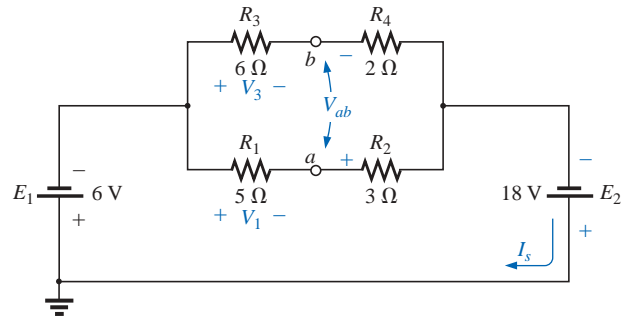 R3 R4
b −
6 Ω 2 Ω
+ V3 −
Vab
R1 R2
− a + −
E1 6 V 5 Ω 3 Ω 18 V E2
+ + V1 − +
Is